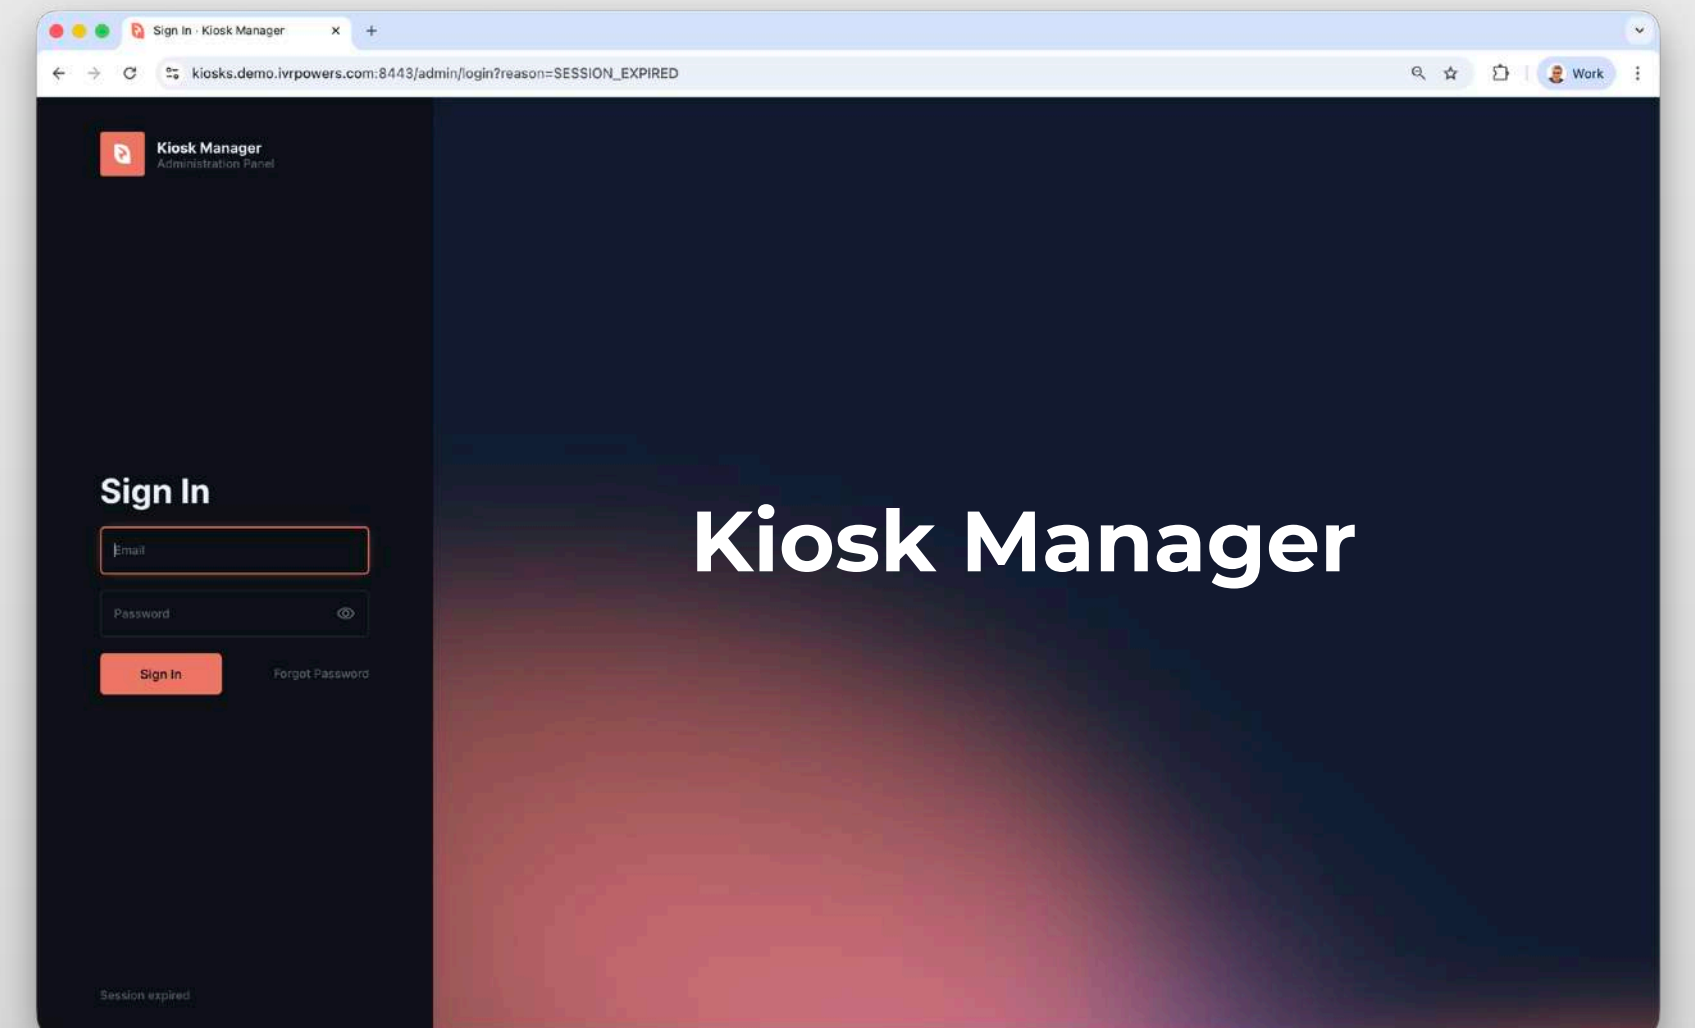 Sign In · Kiosk Manager
kiosks.demo.ivrpowers.com:8443/admin/login?reason=SESSION_EXPIRED
Work
Kiosk Manager
Administration Panel
Sign In
Email
Password
Sign In
Forgot Password
Session expired
Kiosk Manager